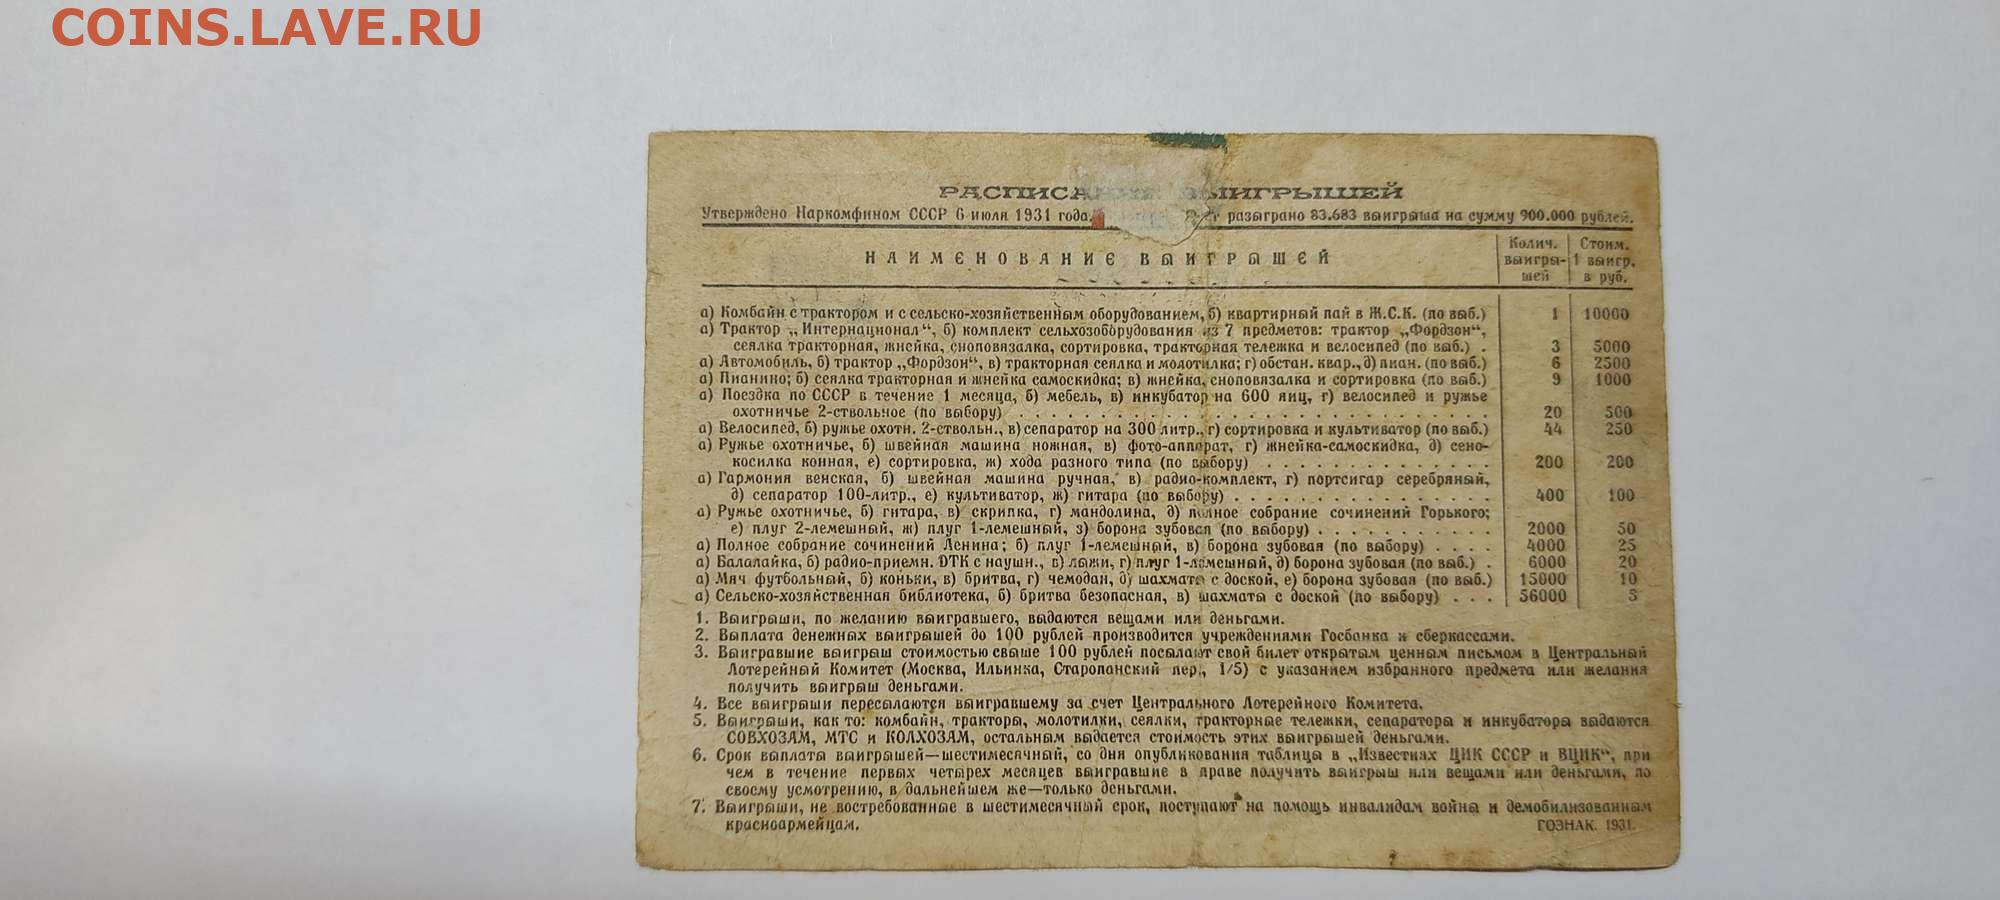 COINS.LAVE.RU
РАСПИСАНИЕ ВЫИГРЫШЕЙ
Утверждено Наркомфином СССР 6 июля 1931 года. разыграно 83.683 выигрыша на сумму 900.000 рублей.
НАИМЕНОВАНИЕ ВЫИГРЫШЕЙ
Колич. выигры- шей
Стоим. 1 выигр. в руб.
а) Комбайн с трактором и с сельско-хозяйственным оборудованием, б) квартирный пай в Ж.С.К. (по выб.) 1 10000
а) Трактор „Интернационал“, б) комплект сельхозоборудования из 7 предметов: трактор „Фордзон“,
сеялка тракторная, жнейка, сноповязалка, сортировка, тракторная тележка и велосипед (по выб.) . 3 5000
а) Автомобиль, б) трактор „Фордзон“, в) тракторная сеялка и молотилка; г) обстан. квар., д) пиан. (по выб.) 6 2500
а) Пианино; б) сеялка тракторная и жнейка самоскидка; в) жнейка, сноповязалка и сортировка (по выб.) 9 1000
а) Поездка по СССР в течение 1 месяца, б) мебель, в) инкубатор на 600 яиц, г) велосипед и ружье
охотничье 2-ствольное (по выбору) . . . 20 500
а) Велосипед, б) ружье охотн. 2-ствольн., в) сепаратор на 300 литр., г) сортировка и культиватор (по выб.) 44 250
а) Ружье охотничье, б) швейная машина ножная, в) фото-аппарат, г) жнейка-самоскидка, д) сено-
косилка конная, е) сортировка, ж) хода разного типа (по выбору) . . . 200 200
а) Гармония венская, б) швейная машина ручная, в) радио-комплект, г) портсигар серебряный,
д) сепаратор 100-литр., е) культиватор, ж) гитара (по выбору) . . . 400 100
а) Ружье охотничье, б) гитара, в) скрипка, г) мандолина, д) полное собрание сочинений Горького;
е) плуг 2-лемешный, ж) плуг 1-лемешный, з) борона зубовая (по выбору) . . . 2000 50
а) Полное собрание сочинений Ленина; б) плуг 1-лемешный, в) борона зубовая (по выбору) . . . . 4000 25
а) Балалайка, б) радио-приемн. ДТК с наушн., в) лыжи, г) плуг 1-лемешный, д) борона зубовая (по выб.) . 6000 20
а) Мяч футбольный, б) коньки, в) бритва, г) чемодан, д) шахматы с доской, е) борона зубовая (по выб.) 15000 10
а) Сельско-хозяйственная библиотека, б) бритва безопасная, в) шахматы с доской (по выбору) . . . 56000 5
1. Выигрыши, по желанию выигравшего, выдаются вещами или деньгами.
2. Выплата денежных выигрышей до 100 рублей производится учреждениями Госбанка и сберкассами.
3. Выигравшие выигрыш стоимостью свыше 100 рублей посылают свой билет открытым ценным письмом в Центральный
Лотерейный Комитет (Москва, Ильинка, Старопанский пер., 1/5) с указанием избранного предмета или желания
получить выигрыш деньгами.
4. Все выигрыши пересылаются выигравшему за счет Центрального Лотерейного Комитета.
5. Выигрыши, как то: комбайн, тракторы, молотилки, сеялки, тракторные тележки, сепараторы и инкубаторы выдаются
СОВХОЗАМ, МТС и КОЛХОЗАМ, остальным выдается стоимость этих выигрышей деньгами.
6. Срок выплаты выигрышей—шестимесячный, со дня опубликования таблицы в „Известиях ЦИК СССР и ВЦИК“, при
чем в течение первых четырех месяцев выигравшие в праве получить выигрыш или вещами или деньгами, по
своему усмотрению, в дальнейшем же—только деньгами.
7. Выигрыши, не востребованные в шестимесячный срок, поступают на помощь инвалидам войны и демобилизованным
красноармейцам.
ГОЗНАК. 1931.